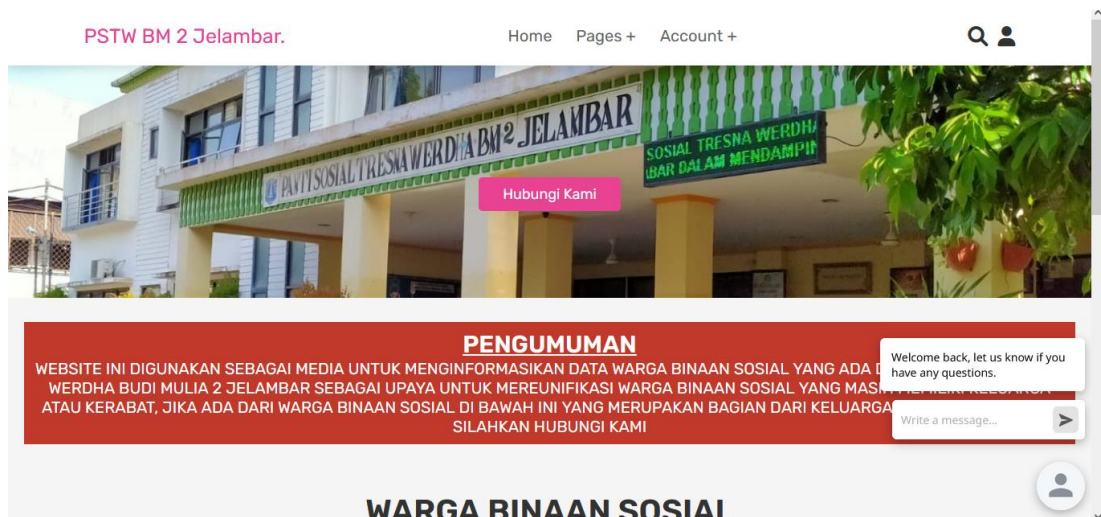 PSTW BM 2 Jelambar.
Home Pages + Account +
PANTI SOSIAL TRESNA WERDHA BM 2 JELAMBAR
SOSIAL TRESNA WERDHA
BAR DALAM MENDAMPIN
Hubungi Kami
PENGUMUMAN
WEBSITE INI DIGUNAKAN SEBAGAI MEDIA UNTUK MENGINFORMASIKAN DATA WARGA BINAAN SOSIAL YANG ADA
WERDHA BUDI MULIA 2 JELAMBAR SEBAGAI UPAYA UNTUK MEREUNIFIKASI WARGA BINAAN SOSIAL YANG MASIH
ATAU KERABAT, JIKA ADA DARI WARGA BINAAN SOSIAL DI BAWAH INI YANG MERUPAKAN BAGIAN DARI KELUARGA
SILAHKAN HUBUNGI KAMI
Welcome back, let us know if you
have any questions.
Write a message...
WARGA BINAAN SOSIAL